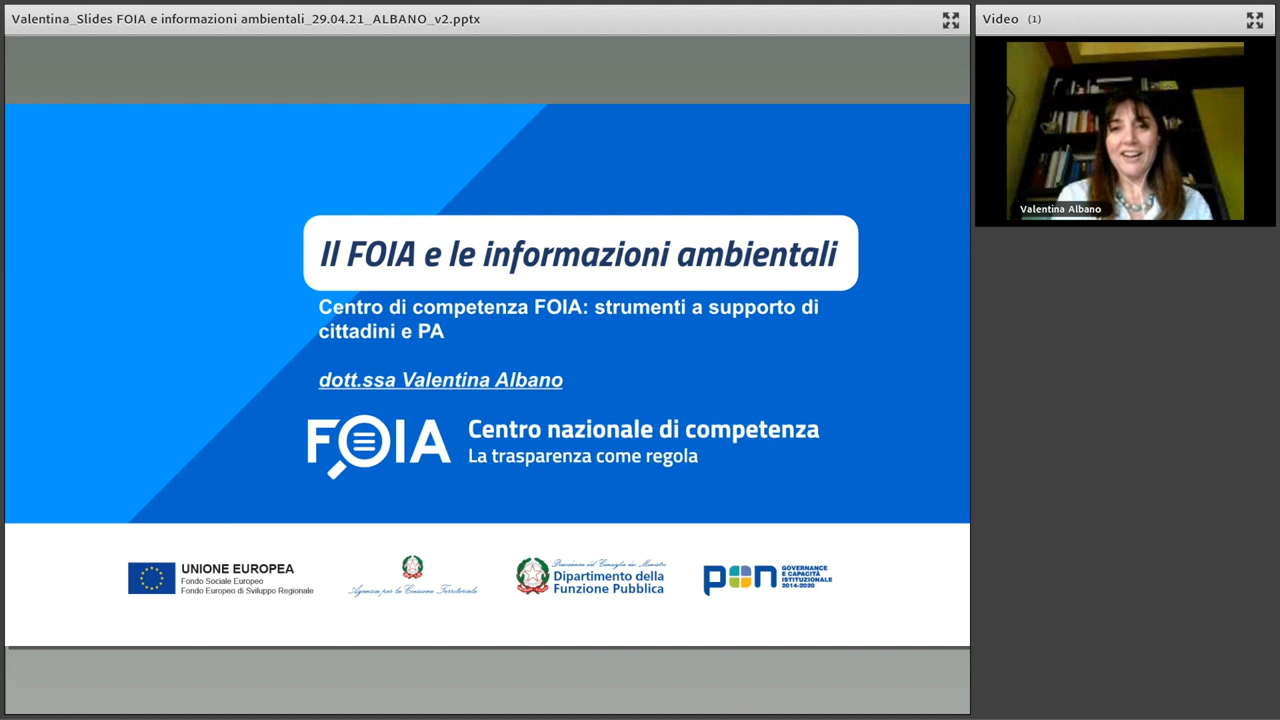 Valentina_Slides FOIA e informazioni ambientali_29.04.21_ALBANO_v2.pptx
Video (1)
Valentina Albano
Il FOIA e le informazioni ambientali
Centro di competenza FOIA: strumenti a supporto di
cittadini e PA
dott.ssa Valentina Albano
FOIA
Centro nazionale di competenza
La trasparenza come regola
UNIONE EUROPEA
Fondo Sociale Europeo
Fondo Europeo di Sviluppo Regionale
Agenzia per la Coesione Territoriale
Presidenza del Consiglio dei Ministri
Dipartimento della
Funzione Pubblica
pon
GOVERNANCE
E CAPACITÀ
ISTITUZIONALE
2014-2020